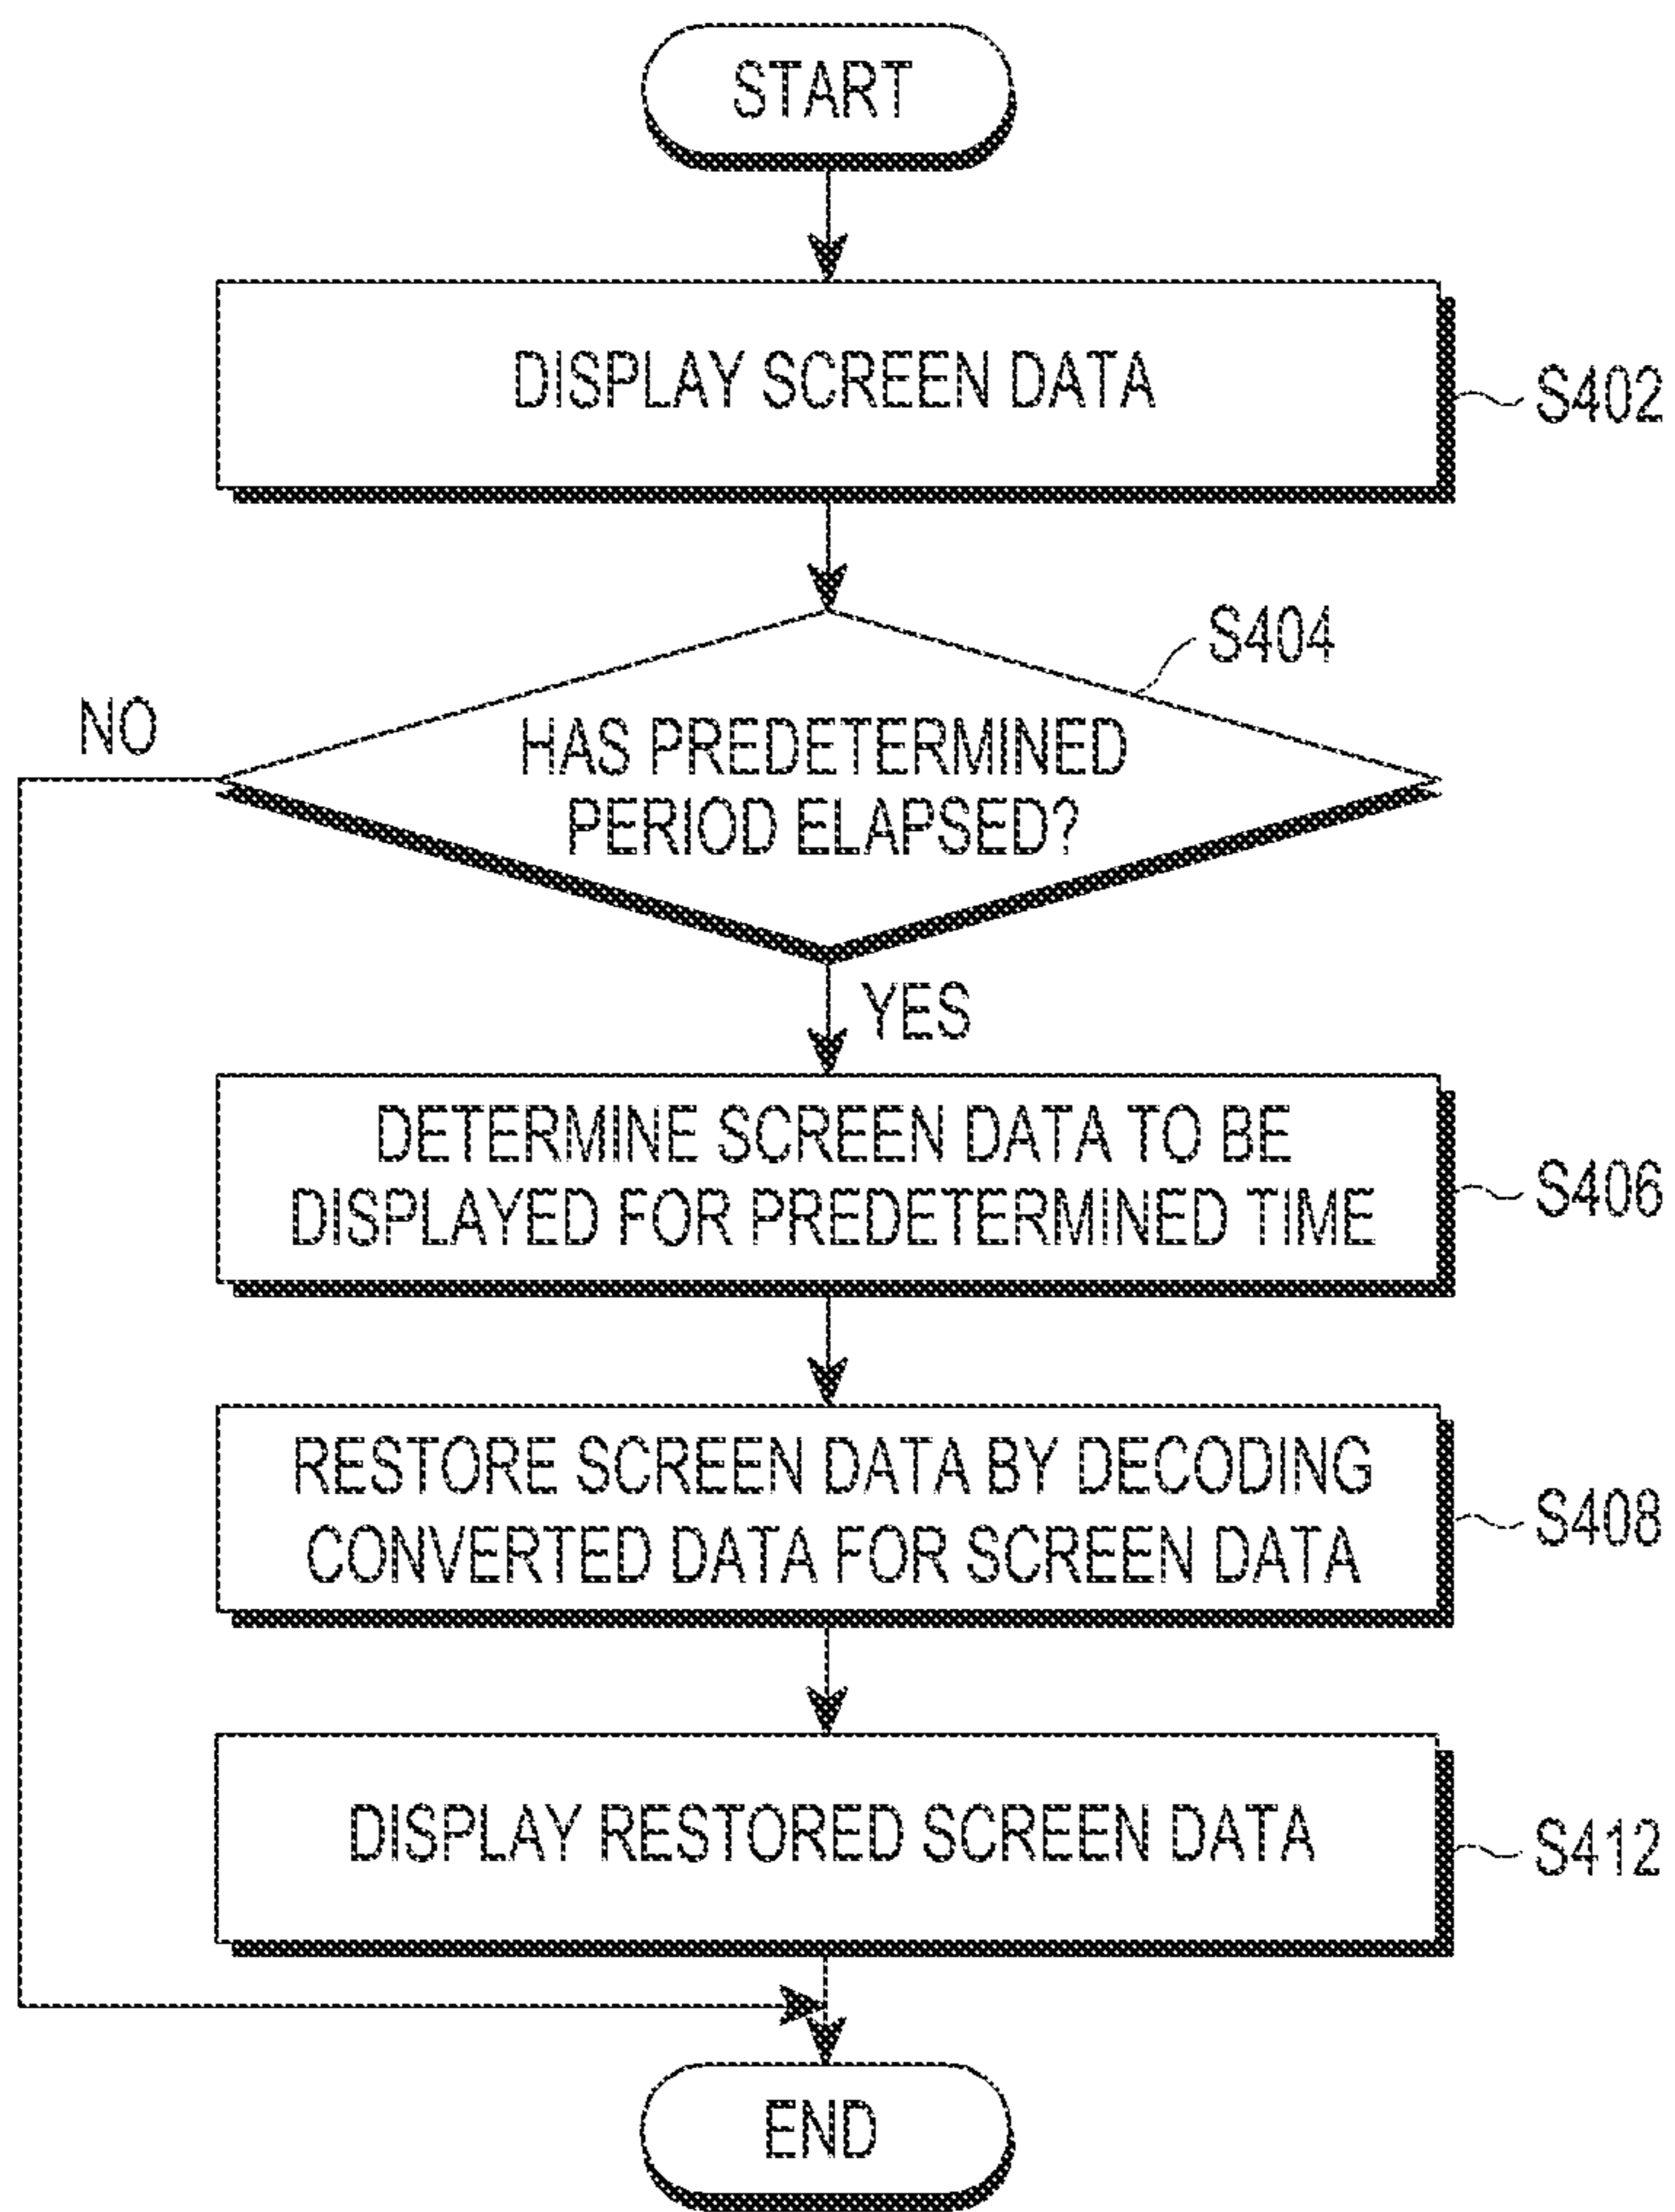 START
DISPLAY SCREEN DATA
S402
S404
NO
HAS PREDETERMINED
PERIOD ELAPSED?
YES
DETERMINE SCREEN DATA TO BE
DISPLAYED FOR PREDETERMINED TIME
S406
RESTORE SCREEN DATA BY DECODING
CONVERTED DATA FOR SCREEN DATA
S408
DISPLAY RESTORED SCREEN DATA
S412
END